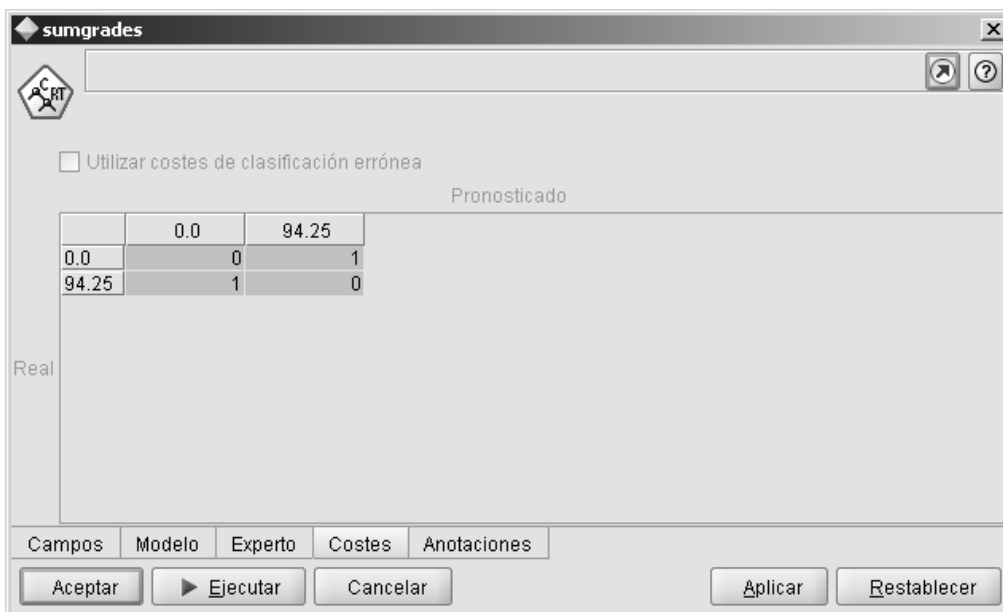 sumgrades
C RT
Utilizar costes de clasificación errónea
Pronosticado
0.0 94.25
0.0 0 1
94.25 1 0
Real
Campos Modelo Experto Costes Anotaciones
Aceptar Ejecutar Cancelar Aplicar Restablecer